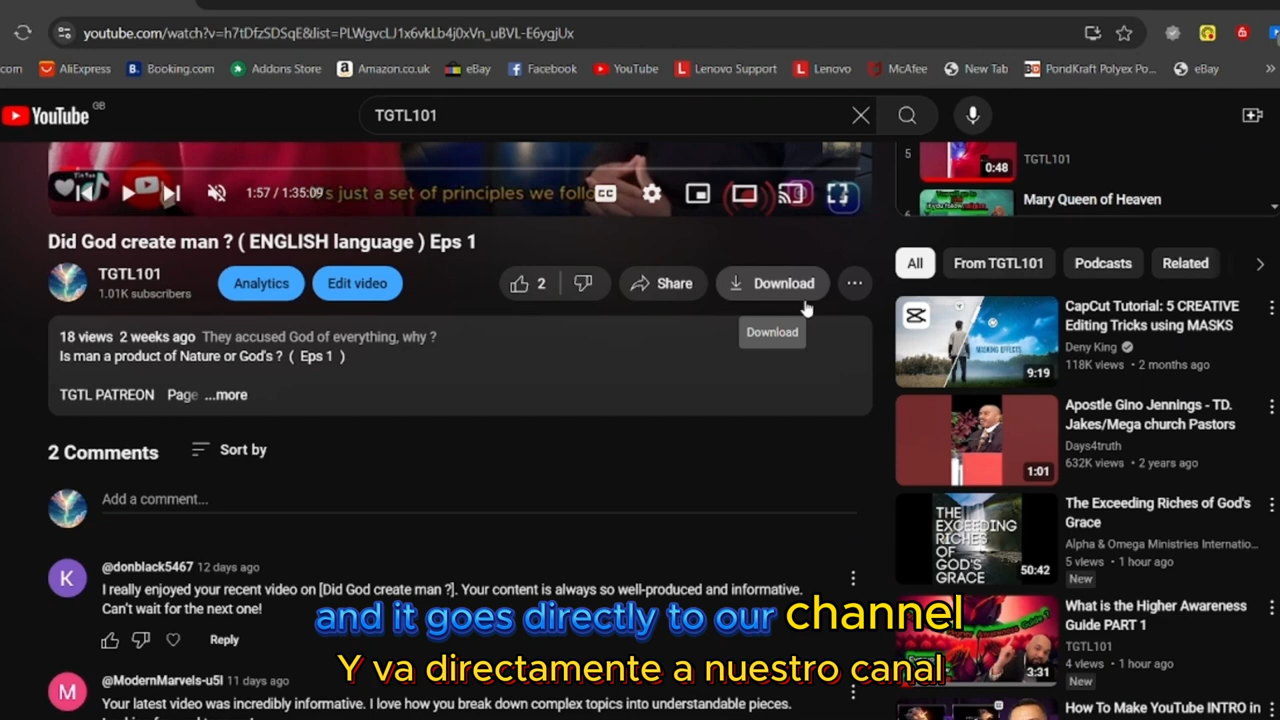 youtube.com/watch?v=h7tDfzSDSqE&list=PLWgvcLJ1x6vkLb4j0xVn_uBVL-E6ygjUx
com AliExpress Booking.com Addons Store Amazon.co.uk eBay Facebook YouTube Lenovo Support Lenovo McAfee New Tab PondKraft Polyex Po... eBay
YouTube GB
TGTL101
1:57 / 1:35:09
's just a set of principles we follo
CC
Did God create man ? ( ENGLISH language ) Eps 1
TGTL101
1.01K subscribers
Analytics
Edit video
2
Share
Download
Download
18 views 2 weeks ago They accused God of everything, why ?
Is man a product of Nature or God's ? ( Eps 1 )
TGTL PATREON Page ...more
2 Comments
Sort by
Add a comment...
@donblack5467 12 days ago
K
I really enjoyed your recent video on [Did God create man ?]. Your content is always so well-produced and informative.
Can't wait for the next one!
Reply
@ModernMarvels-u5l 11 days ago
M
Your latest video was incredibly informative. I love how you break down complex topics into understandable pieces.
and it goes directly to our channel
Y va directamente a nuestro canal
5
0:48
TGTL101
Mary Queen of Heaven
All
From TGTL101
Podcasts
Related
CapCut Tutorial: 5 CREATIVE
Editing Tricks using MASKS
Deny King
118K views • 2 months ago
MASKING EFFECTS
9:19
Apostle Gino Jennings - TD.
Jakes/Mega church Pastors
Days4truth
632K views • 2 years ago
1:01
The Exceeding Riches of God's
Grace
Alpha & Omega Ministries Internatio...
5 views • 1 hour ago
New
THE
EXCEEDING
RICHES
OF
GOD'S
GRACE
50:42
What is the Higher Awareness
Guide PART 1
TGTL101
4 views • 1 hour ago
New
3:31
How To Make YouTube INTRO in